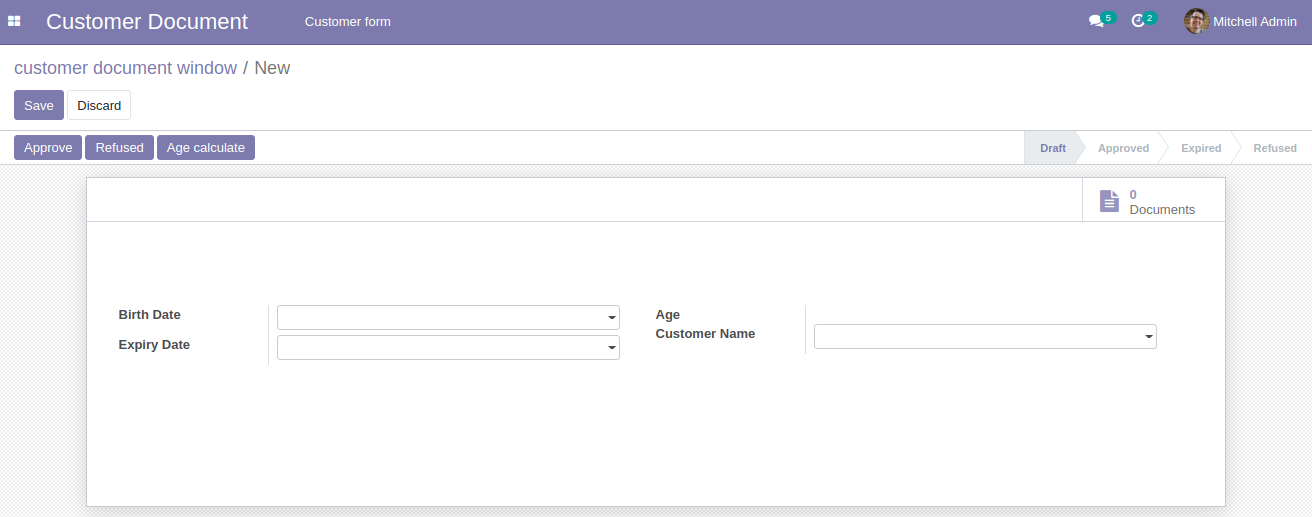 Customer Document Customer form 5 2 Mitchell Admin
customer document window / New
Save Discard
Approve Refused Age calculate Draft Approved Expired Refused
0
Documents
Birth Date
Age
Customer Name
Expiry Date